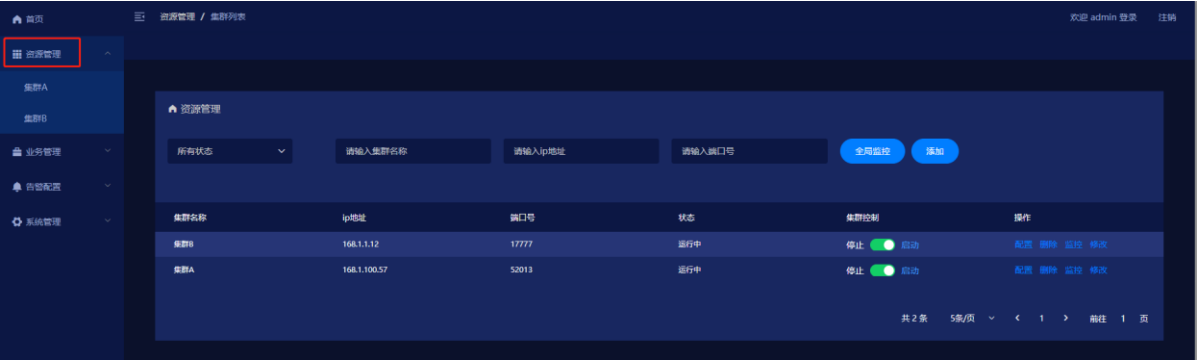 首页
资源管理 / 集群列表
欢迎 admin 登录 注销
资源管理
集群A
集群B
业务管理
告警配置
系统管理
资源管理
所有状态 请输入集群名称 请输入ip地址 请输入端口号 全局监控 添加
集群名称 ip地址 端口号 状态 集群控制 操作
集群B 168.1.1.12 17777 运行中 停止 启动 配置 删除 监控 修改
集群A 168.1.100.57 52013 运行中 停止 启动 配置 删除 监控 修改
共 2 条 5条/页 1 前往 1 页